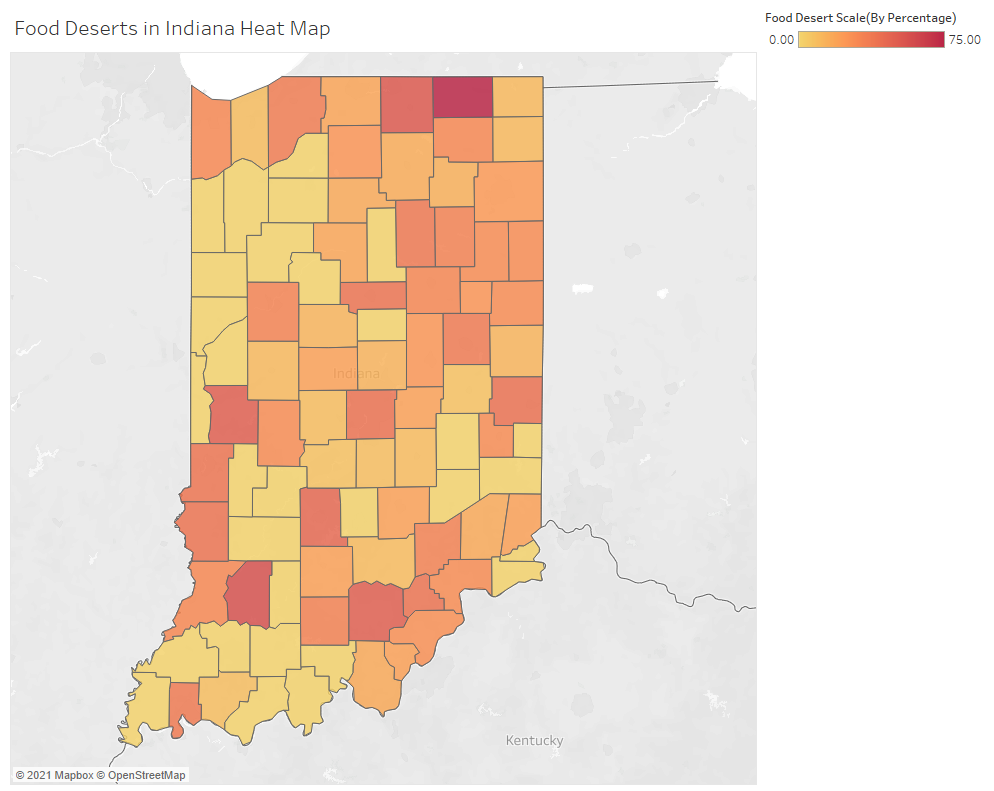 Food Deserts in Indiana Heat Map
Food Desert Scale(By Percentage)
0.00 75.00
Indiana
Kentucky
© 2021 Mapbox © OpenStreetMap